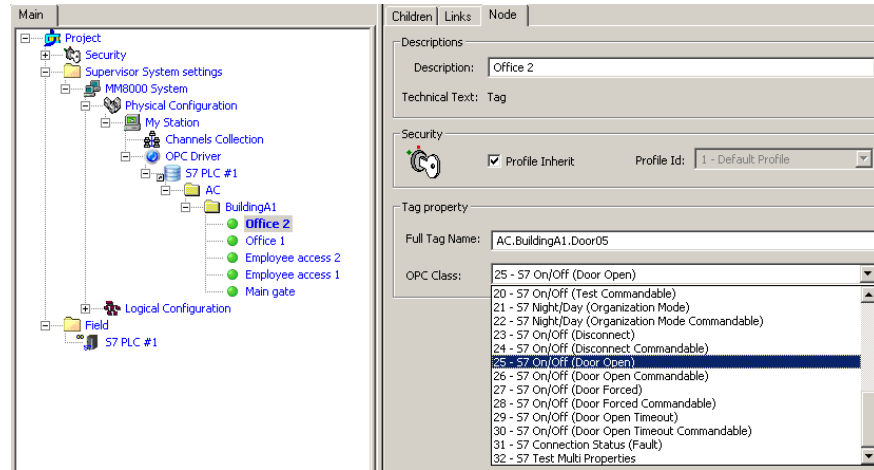 Main
Project
Security
Supervisor System settings
MM8000 System
Physical Configuration
My Station
Channels Collection
OPC Driver
S7 PLC #1
AC
BuildingA1
Office 2
Office 1
Employee access 2
Employee access 1
Main gate
Logical Configuration
Field
S7 PLC #1
Children Links Node
Descriptions
Description: Office 2
Technical Text: Tag
Security
Profile Inherit Profile Id: 1 - Default Profile
Tag property
Full Tag Name: AC.BuildingA1.Door05
OPC Class: 25 - S7 On/Off (Door Open)
20 - S7 On/Off (Test Commandable)
21 - S7 Night/Day (Organization Mode)
22 - S7 Night/Day (Organization Mode Commandable)
23 - S7 On/Off (Disconnect)
24 - S7 On/Off (Disconnect Commandable)
25 - S7 On/Off (Door Open)
26 - S7 On/Off (Door Open Commandable)
27 - S7 On/Off (Door Forced)
28 - S7 On/Off (Door Forced Commandable)
29 - S7 On/Off (Door Open Timeout)
30 - S7 On/Off (Door Open Timeout Commandable)
31 - S7 Connection Status (Fault)
32 - S7 Test Multi Properties